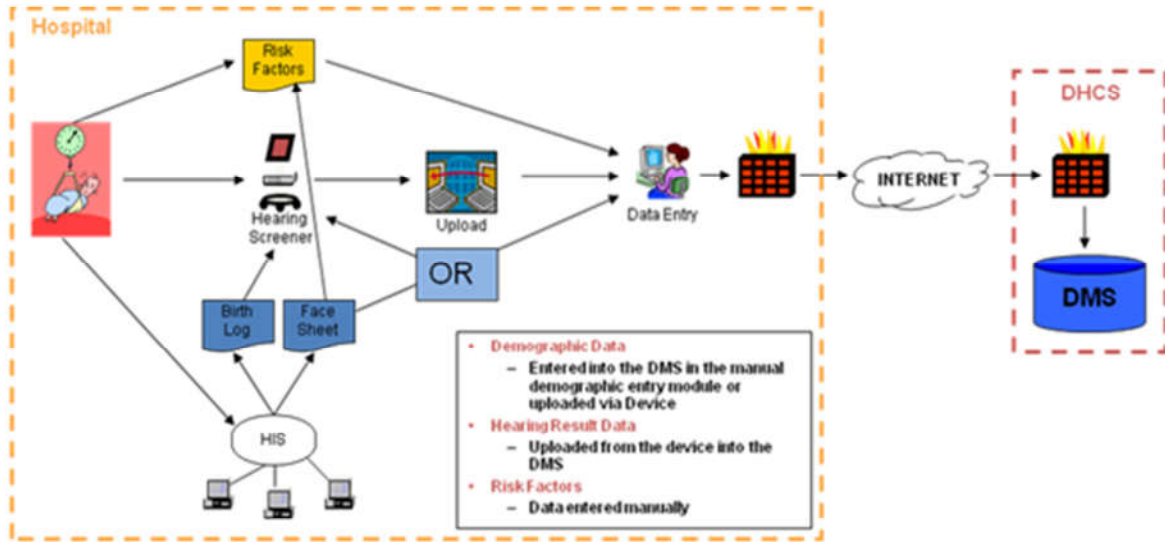 Hospital
DHCS
Risk
Factors
INTERNET
Hearing
Screener
Upload
Data Entry
OR
DMS
Birth
Log
Face
Sheet
• Demographic Data
– Entered into the DMS in the manual
demographic entry module or
uploaded via Device
• Hearing Result Data
– Uploaded from the device into the
DMS
• Risk Factors
– Data entered manually
HIS